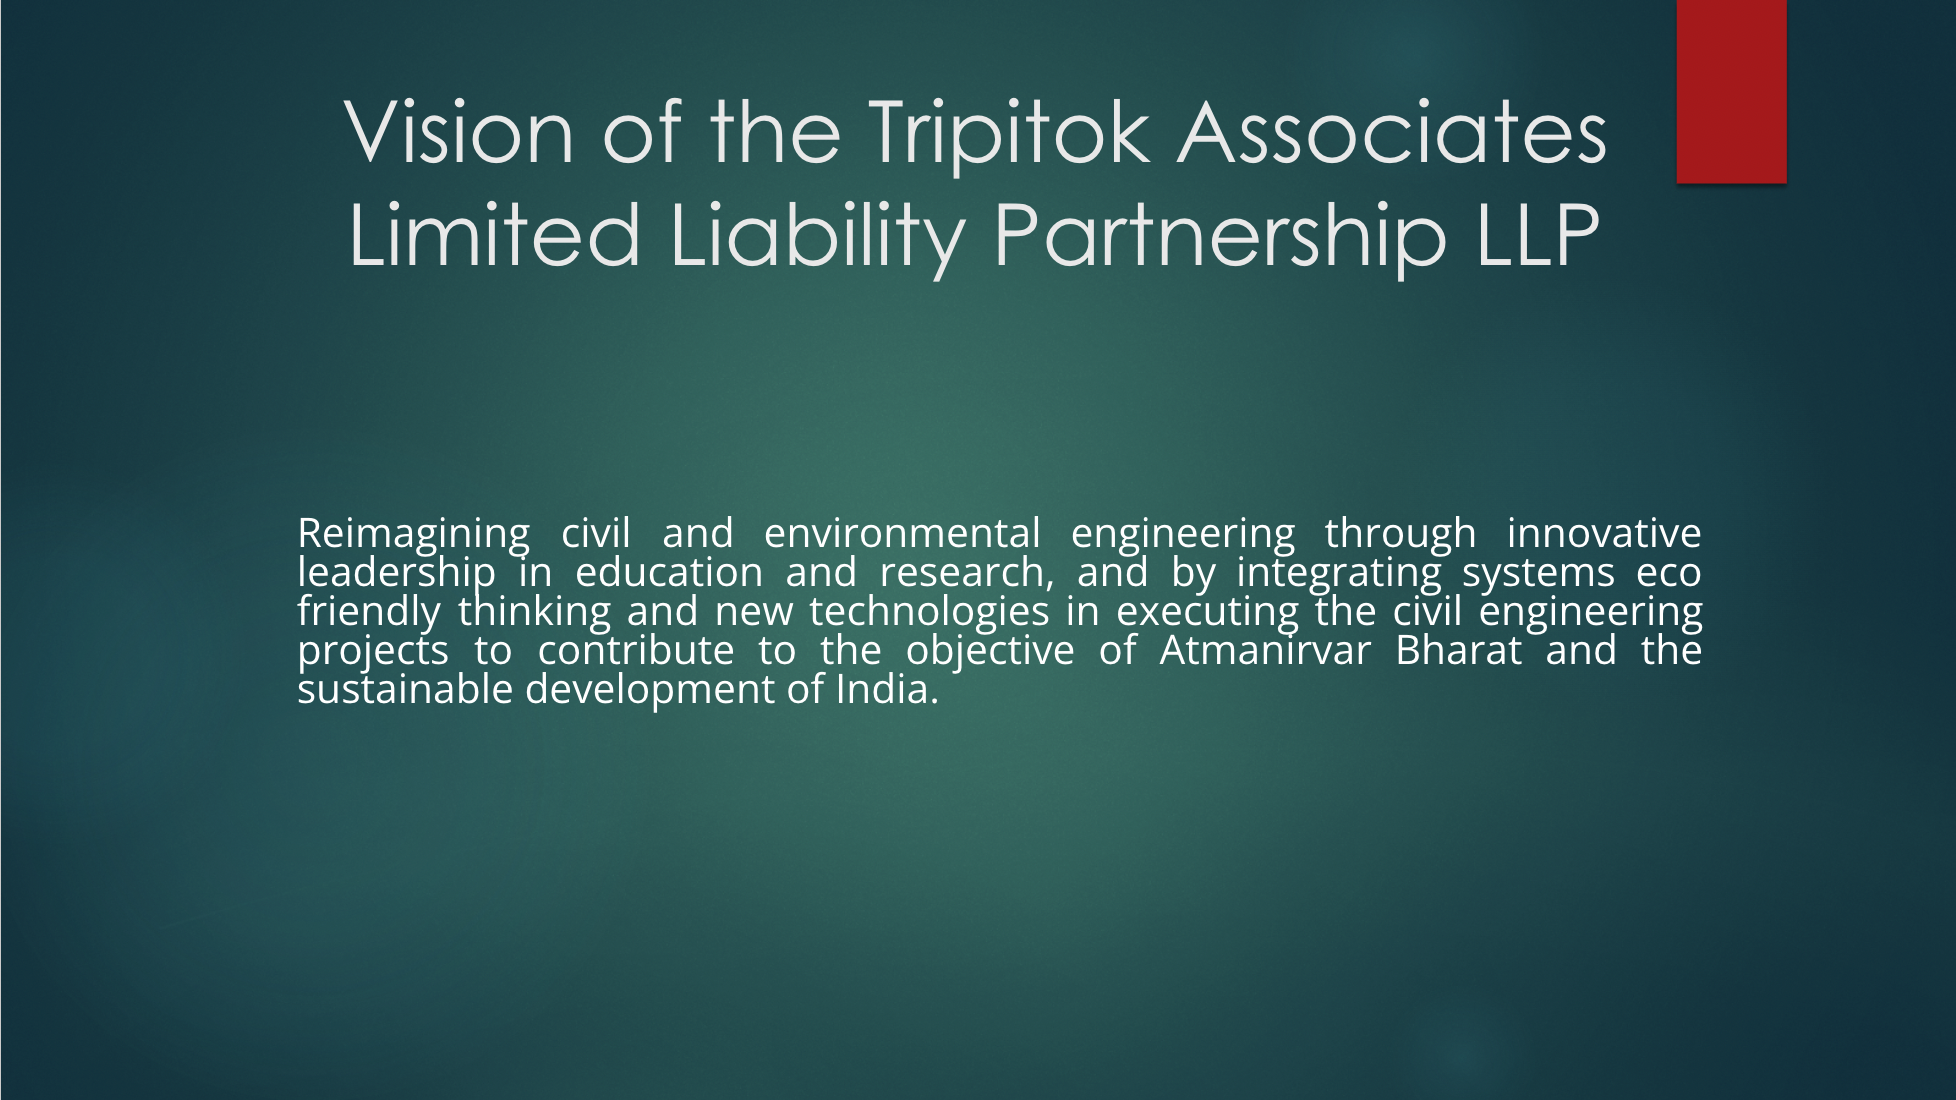 Vision of the Tripitok Associates
Limited Liability Partnership LLP
Reimagining civil and environmental engineering through innovative
leadership in education and research, and by integrating systems eco
friendly thinking and new technologies in executing the civil engineering
projects to contribute to the objective of Atmanirvar Bharat and the
sustainable development of India.